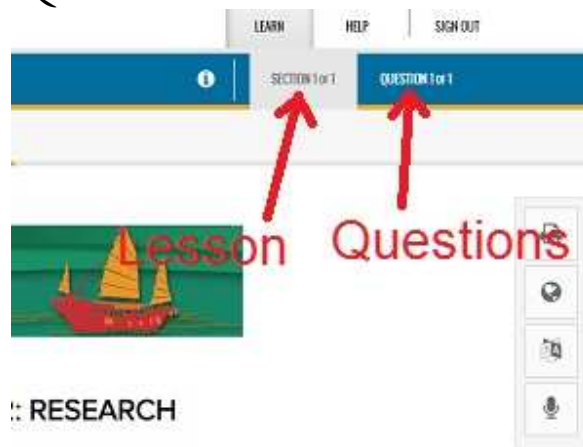 LEARN HELP SIGN OUT
SECTION 1 of 1 QUESTION 1 of 1
Lesson Questions
: RESEARCH